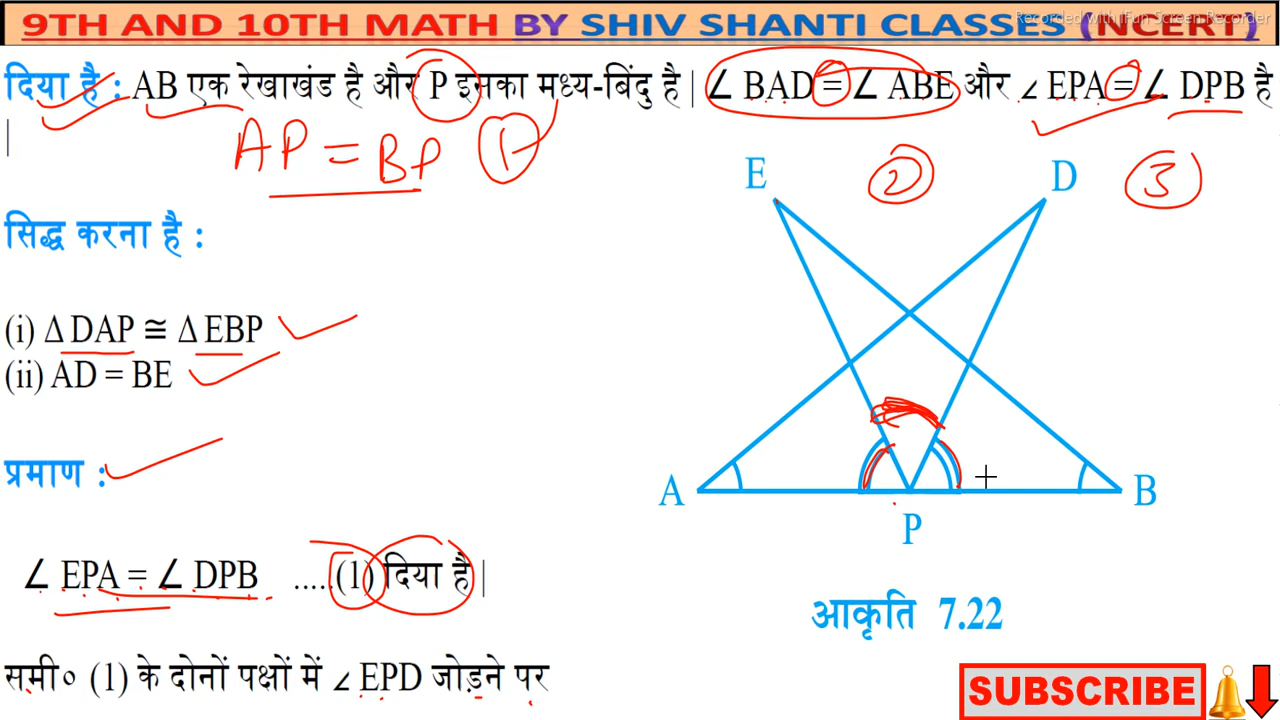 Recorded with iFun Screen Recorder
9TH AND 10TH MATH BY SHIV SHANTI CLASSES (NCERT)
दिया है : AB एक रेखाखंड है और P इसका मध्य-बिंदु है | ∠ BAD = ∠ ABE और ∠ EPA = ∠ DPB है
|
AP = BP 1
2
3
E D
सिद्ध करना है :
(i) Δ DAP ≅ Δ EBP
(ii) AD = BE
प्रमाण :
A B
P
∠ EPA = ∠ DPB .....(1) दिया है |
आकृति 7.22
समी० (1) के दोनों पक्षों में ∠ EPD जोड़ने पर
SUBSCRIBE